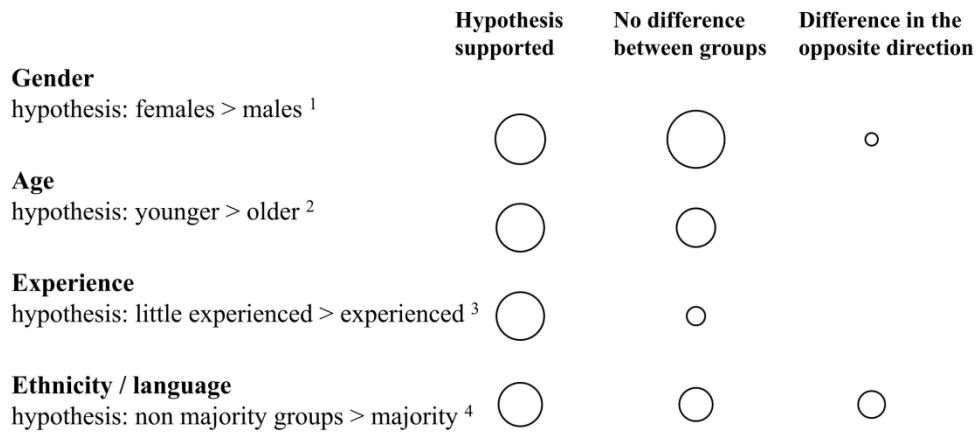 Hypothesis supported
No difference between groups
Difference in the opposite direction
Gender
hypothesis: females > males 1
Age
hypothesis: younger > older 2
Experience
hypothesis: little experienced > experienced 3
Ethnicity / language
hypothesis: non majority groups > majority 4